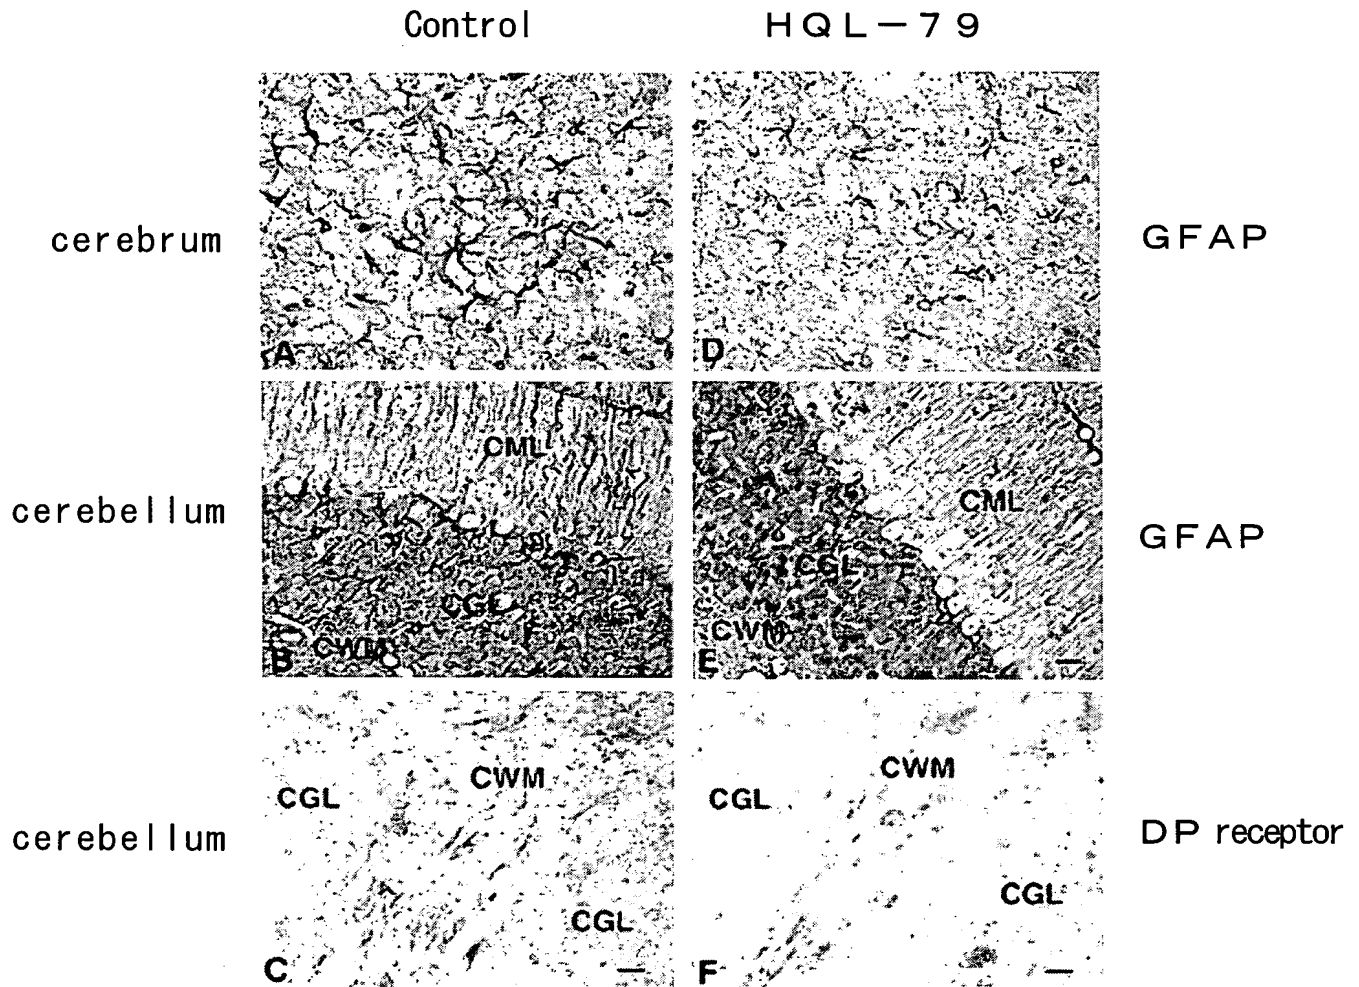 Control HQL-79
cerebrum GFAP
A D
CML CML
cerebellum GFAP
CGL CGL
CWM CWM
B E
CWM CWM
CGL CGL
cerebellum DP receptor
CGL CGL
C F